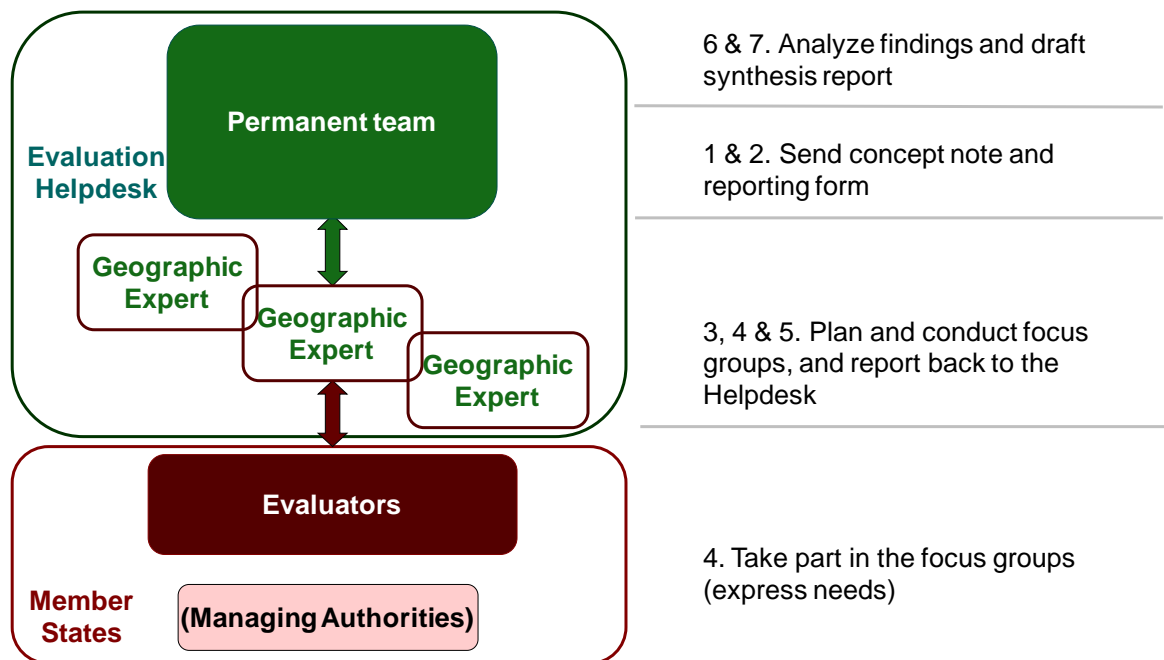 Permanent team
Evaluation
Helpdesk
Geographic
Expert
Geographic
Expert
Geographic
Expert
Evaluators
Member
States
(Managing Authorities)
6 & 7. Analyze findings and draft
synthesis report
1 & 2. Send concept note and
reporting form
3, 4 & 5. Plan and conduct focus
groups, and report back to the
Helpdesk
4. Take part in the focus groups
(express needs)